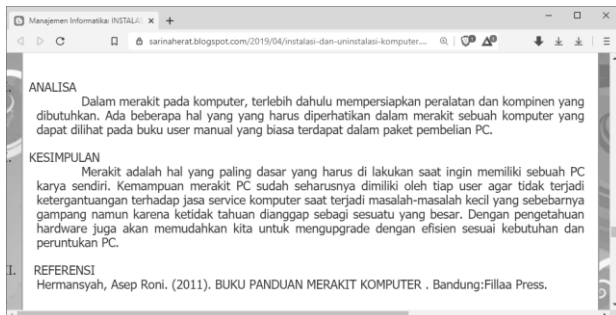 Manajemen Informatika: INSTALA
sarinaherat.blogspot.com/2019/04/instalasi-dan-uninstalasi-komputer...
ANALISA
Dalam merakit pada komputer, terlebih dahulu mempersiapkan peralatan dan kompinen yang
dibutuhkan. Ada beberapa hal yang yang harus diperhatikan dalam merakit sebuah komputer yang
dapat dilihat pada buku user manual yang biasa terdapat dalam paket pembelian PC.
KESIMPULAN
Merakit adalah hal yang paling dasar yang harus di lakukan saat ingin memiliki sebuah PC
karya sendiri. Kemampuan merakit PC sudah seharusnya dimiliki oleh tiap user agar tidak terjadi
ketergantungan terhadap jasa service komputer saat terjadi masalah-masalah kecil yang sebebarnya
gampang namun karena ketidak tahuan dianggap sebagi sesuatu yang besar. Dengan pengetahuan
hardware juga akan memudahkan kita untuk mengupgrade dengan efisien sesuai kebutuhan dan
peruntukan PC.
I. REFERENSI
Hermansyah, Asep Roni. (2011). BUKU PANDUAN MERAKIT KOMPUTER . Bandung:Fillaa Press.